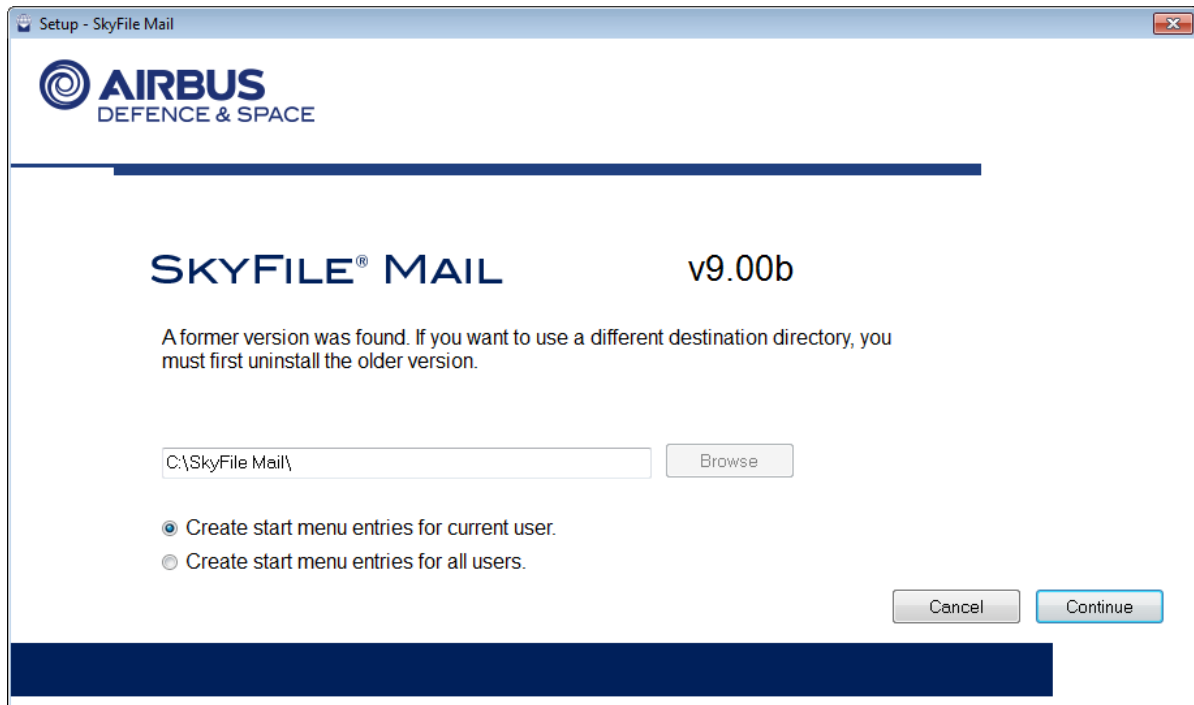 Setup - SkyFile Mail
AIRBUS
DEFENCE & SPACE
SKYFILE® MAIL v9.00b
A former version was found. If you want to use a different destination directory, you
must first uninstall the older version.
C:\SkyFile Mail\ Browse
Create start menu entries for current user.
Create start menu entries for all users.
Cancel Continue